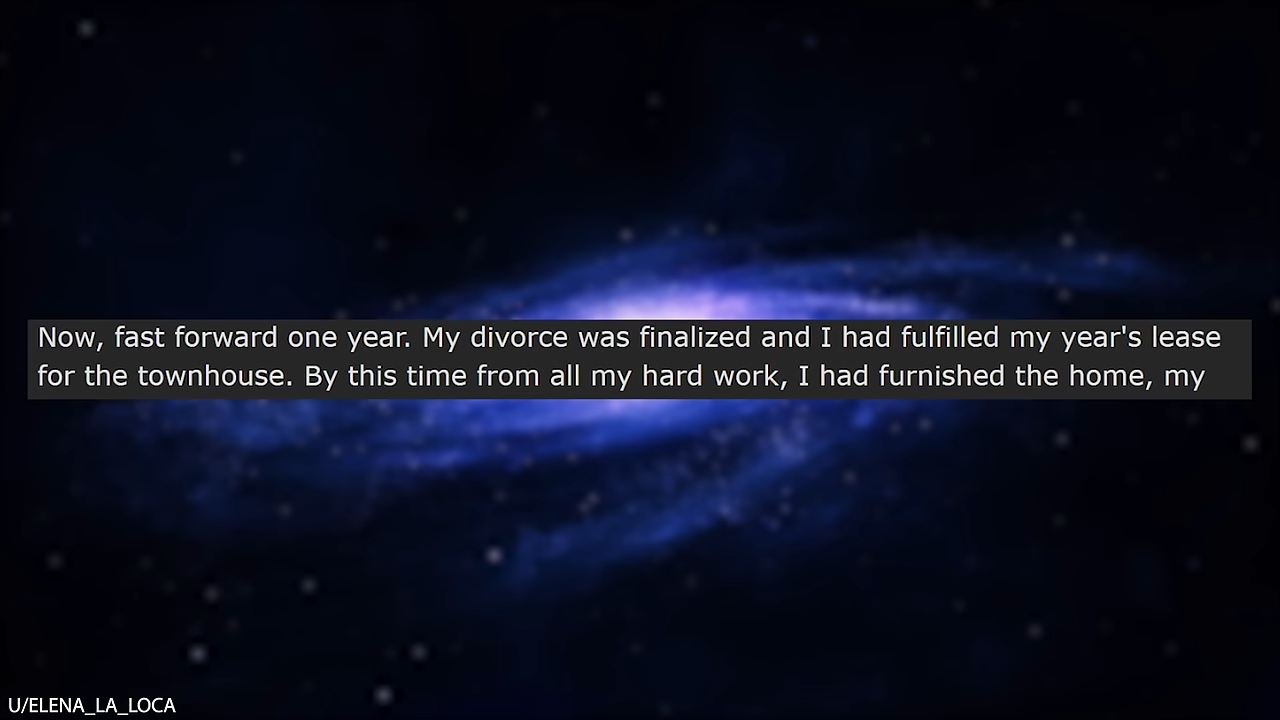 Now, fast forward one year. My divorce was finalized and I had fulfilled my year's lease
for the townhouse. By this time from all my hard work, I had furnished the home, my
U/ELENA_LA_LOCA